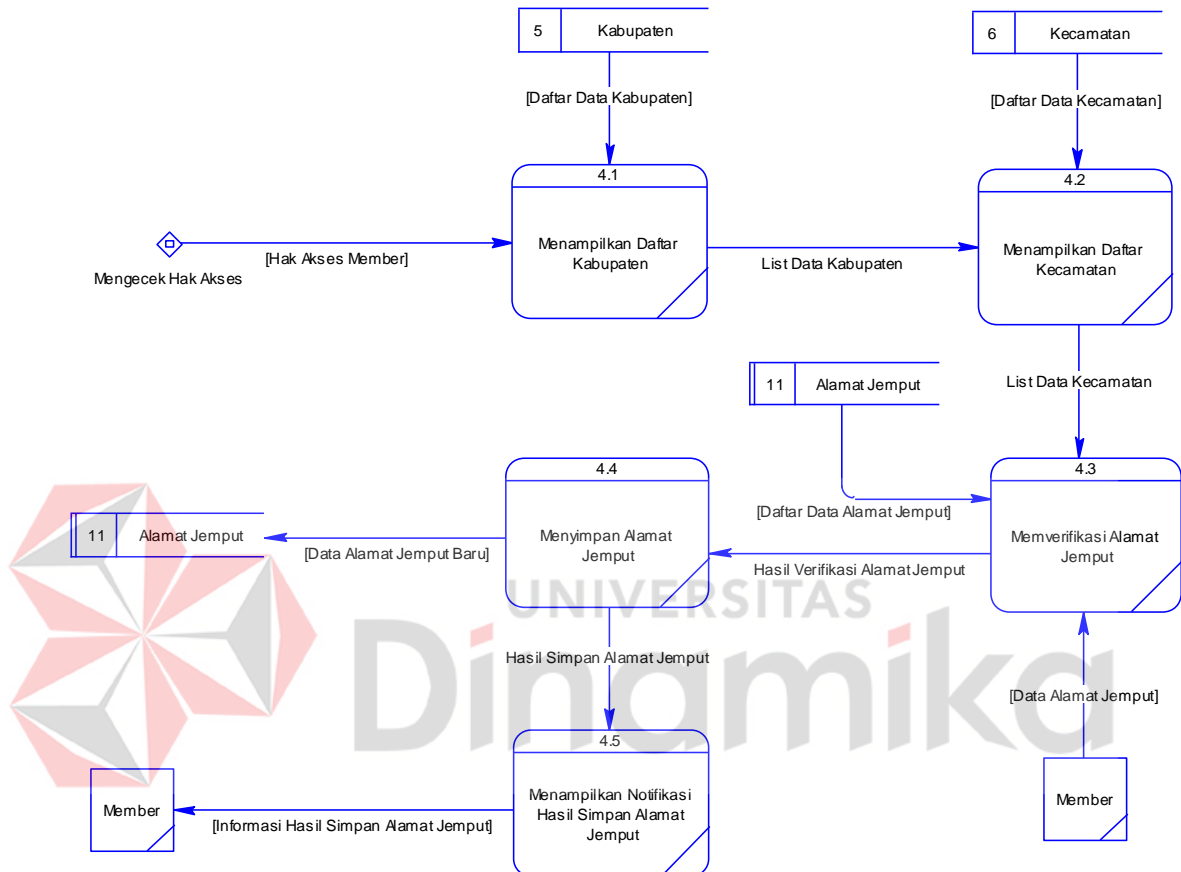 5 Kabupaten
6 Kecamatan
[Daftar Data Kabupaten]
[Daftar Data Kecamatan]
4.1
Menampilkan Daftar
Kabupaten
4.2
Menampilkan Daftar
Kecamatan
[Hak Akses Member]
Mengecek Hak Akses
List Data Kabupaten
List Data Kecamatan
11 Alamat Jemput
[Daftar Data Alamat Jemput]
4.3
Memverifikasi Alamat
Jemput
4.4
Menyimpan Alamat
Jemput
Hasil Verifikasi Alamat Jemput
11 Alamat Jemput
[Data Alamat Jemput Baru]
UNIVERSITAS
Dinamika
Hasil Simpan Alamat Jemput
[Data Alamat Jemput]
4.5
Menampilkan Notifikasi
Hasil Simpan Alamat
Jemput
Member
[Informasi Hasil Simpan Alamat Jemput]
Member